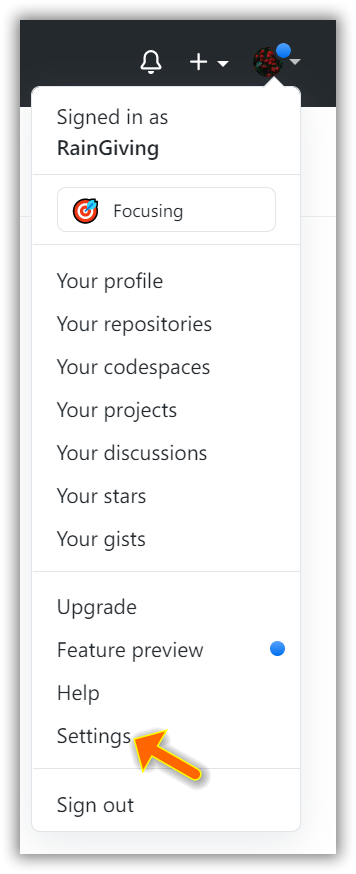 Signed in as
RainGiving
Focusing
Your profile
Your repositories
Your codespaces
Your projects
Your discussions
Your stars
Your gists
Upgrade
Feature preview
Help
Settings
Sign out